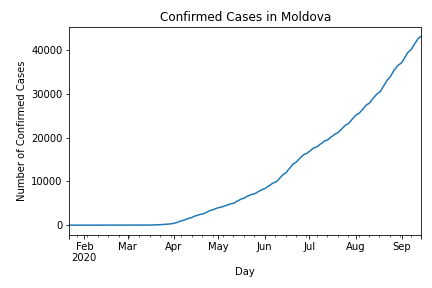 Confirmed Cases in Moldova
Number of Confirmed Cases
40000
30000
20000
10000
0
Feb Mar Apr May Jun Jul Aug Sep
2020
Day